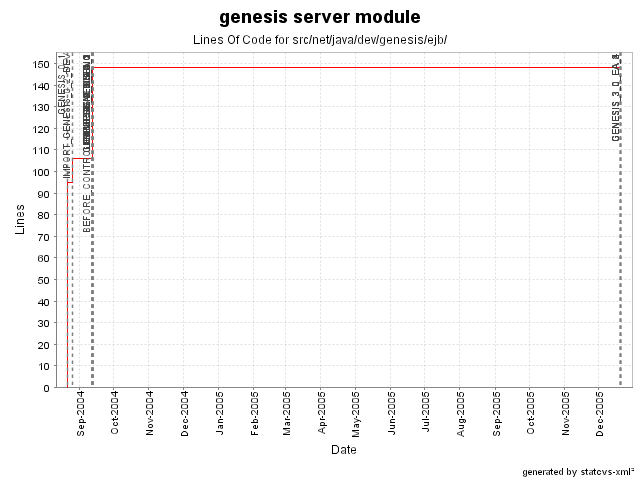 genesis server module
Lines Of Code for src/net/java/dev/genesis/ejb/
Lines
150
140
130
120
110
100
90
80
70
60
50
40
30
20
10
0
GENESIS_3_0_EA_
Sep-2004
Oct-2004
Nov-2004
Dec-2004
Jan-2005
Feb-2005
Mar-2005
Apr-2005
May-2005
Jun-2005
Jul-2005
Aug-2005
Sep-2005
Oct-2005
Nov-2005
Dec-2005
Date
generated by statcvs-xml²